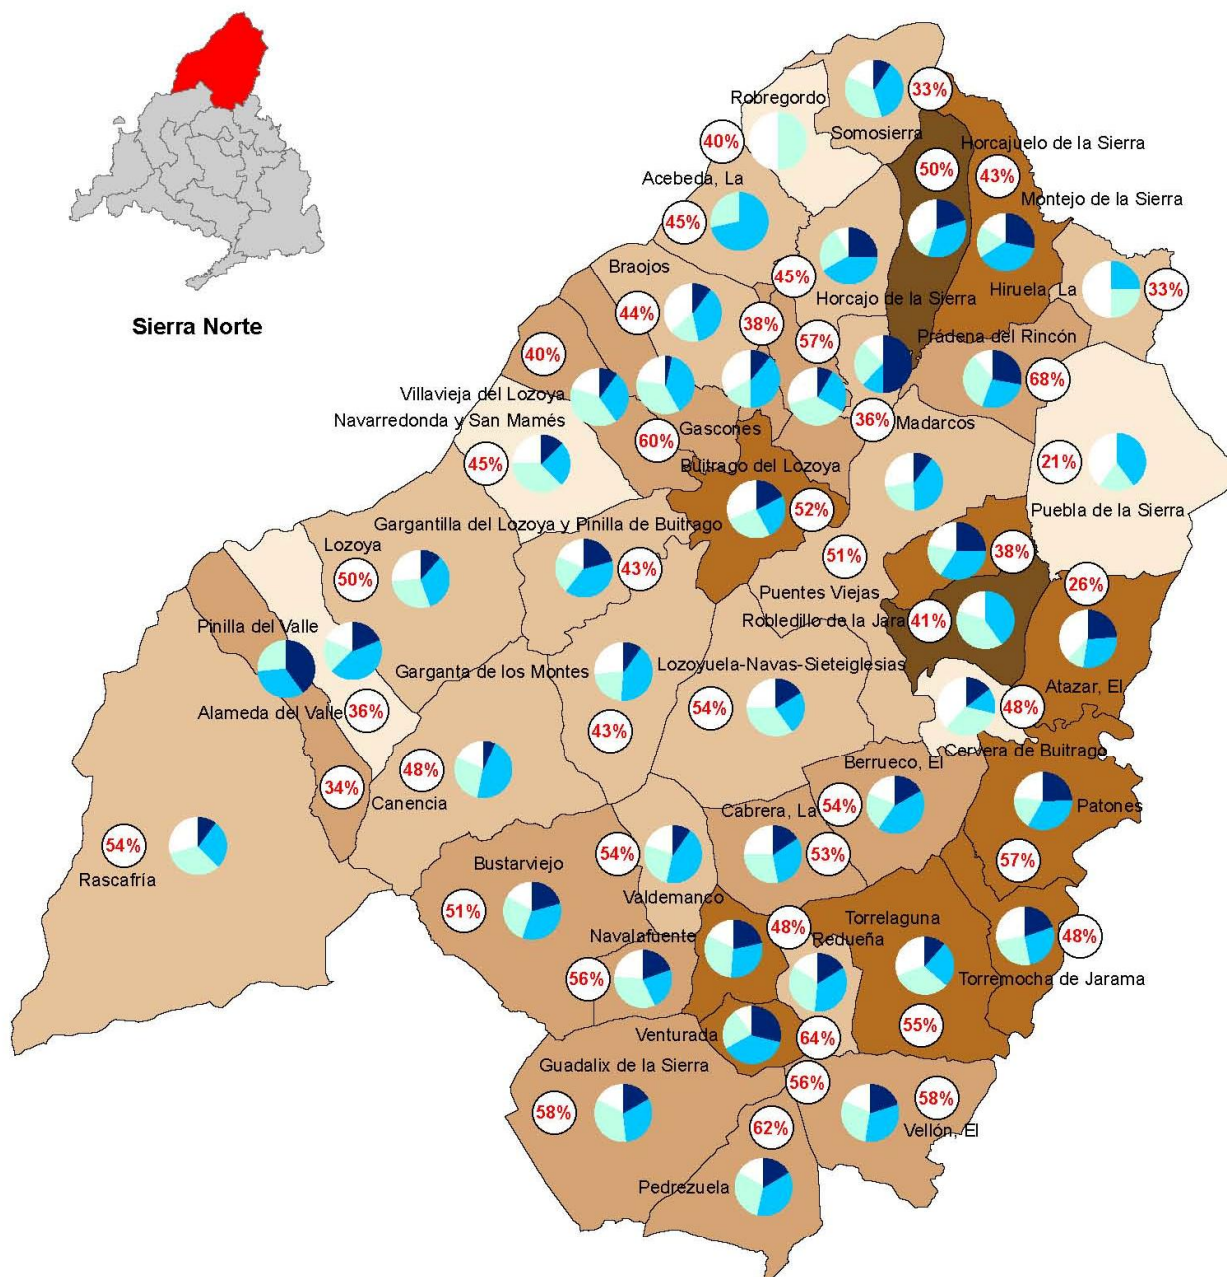 Sierra Norte
33%
Robregordo
Somosierra
40%
Horcajuelo de la Sierra
50%
43%
Acebeda, La
Montejo de la Sierra
45%
Braojos
45%
Horcajo de la Sierra
Hiruela, La
33%
44%
38%
57%
Prádena del Rincón
40%
68%
Villavieja del Lozoya
Navarredonda y San Mamés
Gascones
36%
Madarcos
60%
45%
21%
Buitrago del Lozoya
Puebla de la Sierra
52%
Gargantilla del Lozoya y Pinilla de Buitrago
Lozoya
50%
43%
51%
38%
Puentes Viejas
26%
Robledillo de la Jara
41%
Pinilla del Valle
Garganta de los Montes
Lozoyuela-Navas-Sieteiglesias
Atazar, El
Alameda del Valle
36%
54%
48%
43%
Cervera de Buitrago
48%
Canencia
34%
Berrueco, El
54%
Patones
Cabrera, La
54%
Rascafría
54%
53%
57%
Bustarviejo
Valdemanco
51%
Torrelaguna
48%
Redueña
Navalafuente
48%
56%
Torremocha de Jarama
Venturada
64%
55%
Guadalix de la Sierra
56%
58%
58%
62%
Vellón, El
Pedrezuela